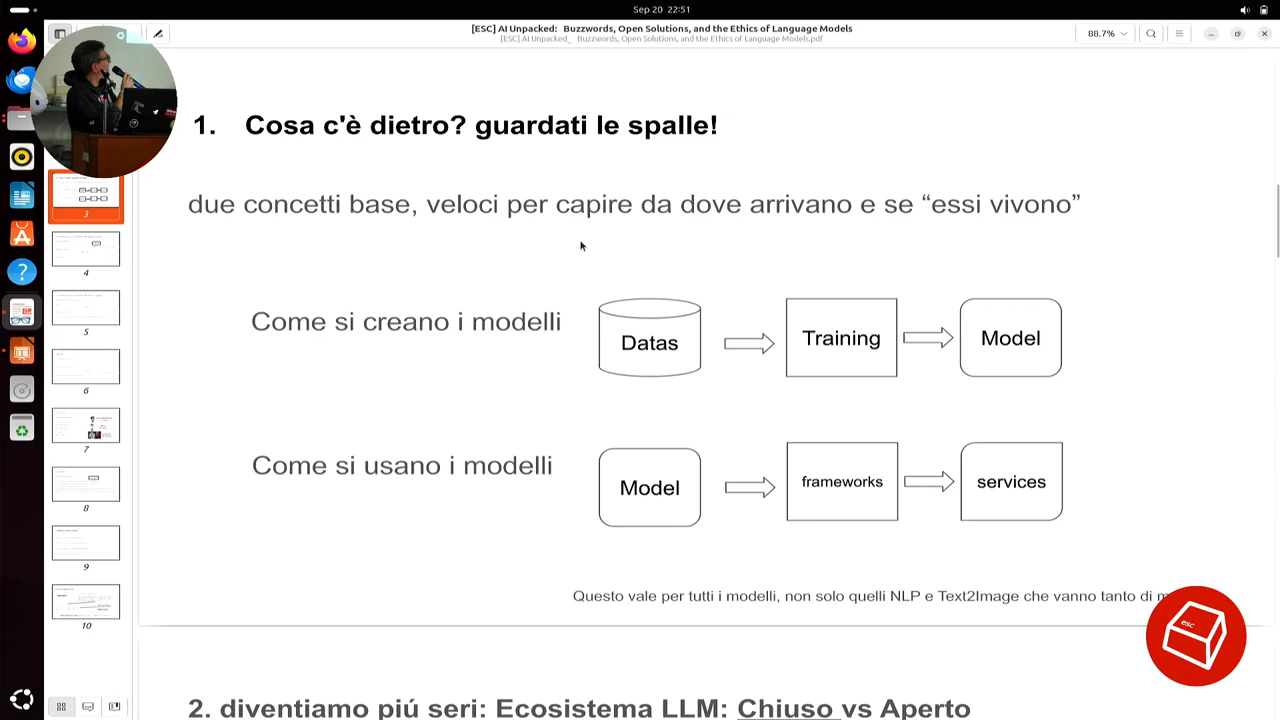 Sep 20 22:51
[ESC] AI Unpacked: Buzzwords, Open Solutions, and the Ethics of Language Models
[ESC] AI Unpacked_ Buzzwords, Open Solutions, and the Ethics of Language Models.pdf
88.7%
1. Cosa c'è dietro? guardati le spalle!
due concetti base, veloci per capire da dove arrivano e se “essi vivono”
Come si creano i modelli
Datas
Training
Model
Come si usano i modelli
Model
frameworks
services
Questo vale per tutti i modelli, non solo quelli NLP e Text2Image che vanno tanto di
2. diventiamo piú seri: Ecosistema LLM: Chiuso vs Aperto
3
4
5
6
7
8
9
10
esc